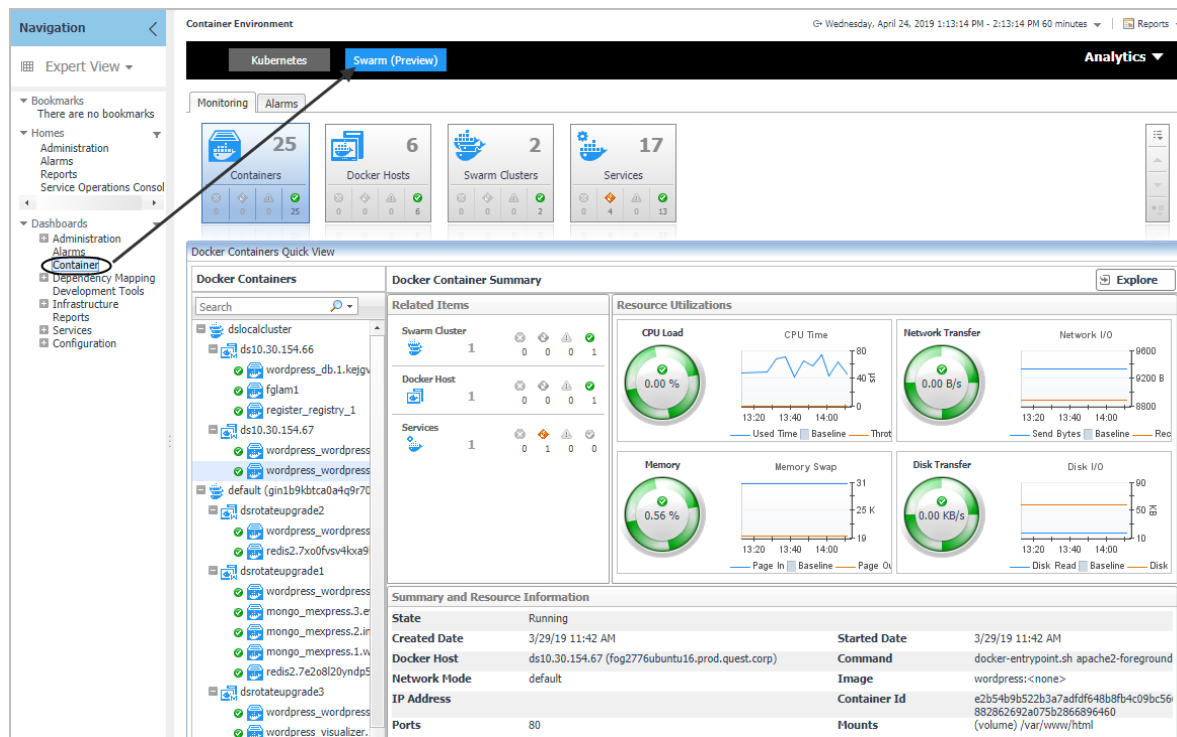 Navigation
Expert View
Bookmarks
There are no bookmarks
Homes
Administration
Alarms
Reports
Service Operations Consol
Dashboards
Administration
Alarms
Container
Dependency Mapping
Development Tools
Infrastructure
Reports
Services
Configuration
Container Environment
Wednesday, April 24, 2019 1:13:14 PM - 2:13:14 PM 60 minutes
Reports
Kubernetes
Swarm (Preview)
Analytics
Monitoring
Alarms
25
Containers
0 0 0 25
6
Docker Hosts
0 0 0 6
2
Swarm Clusters
0 0 0 2
17
Services
0 4 0 13
Docker Containers Quick View
Docker Containers
Search
dslocalcluster
ds10.30.154.66
wordpress_db.1.kejgv
fglam1
register_registry_1
ds10.30.154.67
wordpress_wordpress
wordpress_wordpress
default (gin1b9kbtca0a4q9r70
dsrotateupgrade2
wordpress_wordpress
redis2.7xo0fvsv4kxa9
dsrotateupgrade1
wordpress_wordpress
mongo_mexpress.3.e
mongo_mexpress.2.in
mongo_mexpress.1.w
redis2.7e2o8l20yndp5
dsrotateupgrade3
wordpress_wordpress
wordpress_visualizer.
Docker Container Summary
Explore
Related Items
Swarm Cluster
1
0 0 0 1
Docker Host
1
0 0 0 1
Services
1
0 1 0 0
Resource Utilizations
CPU Load
0.00 %
CPU Time
80
40
0
13:20 13:40 14:00
Used Time Baseline Throt
Network Transfer
0.00 B/s
Network I/O
9600
9200 B
8800
13:20 13:40 14:00
Send Bytes Baseline Rec
Memory
0.56 %
Memory Swap
31
25 K
19
13:20 13:40 14:00
Page In Baseline Page Ou
Disk Transfer
0.00 KB/s
Disk I/O
90
50 KB
10
13:20 13:40 14:00
Disk Read Baseline Disk
Summary and Resource Information
State Running
Created Date 3/29/19 11:42 AM Started Date 3/29/19 11:42 AM
Docker Host ds10.30.154.67 (fog2776ubuntu16.prod.quest.corp) Command docker-entrypoint.sh apache2-foreground
Network Mode default Image wordpress:<none>
IP Address Container Id e2b54b9b522b3a7adfdf648b8fb4c09bc56
882862692a075b2866896460
Ports 80 Mounts (volume) /var/www/html